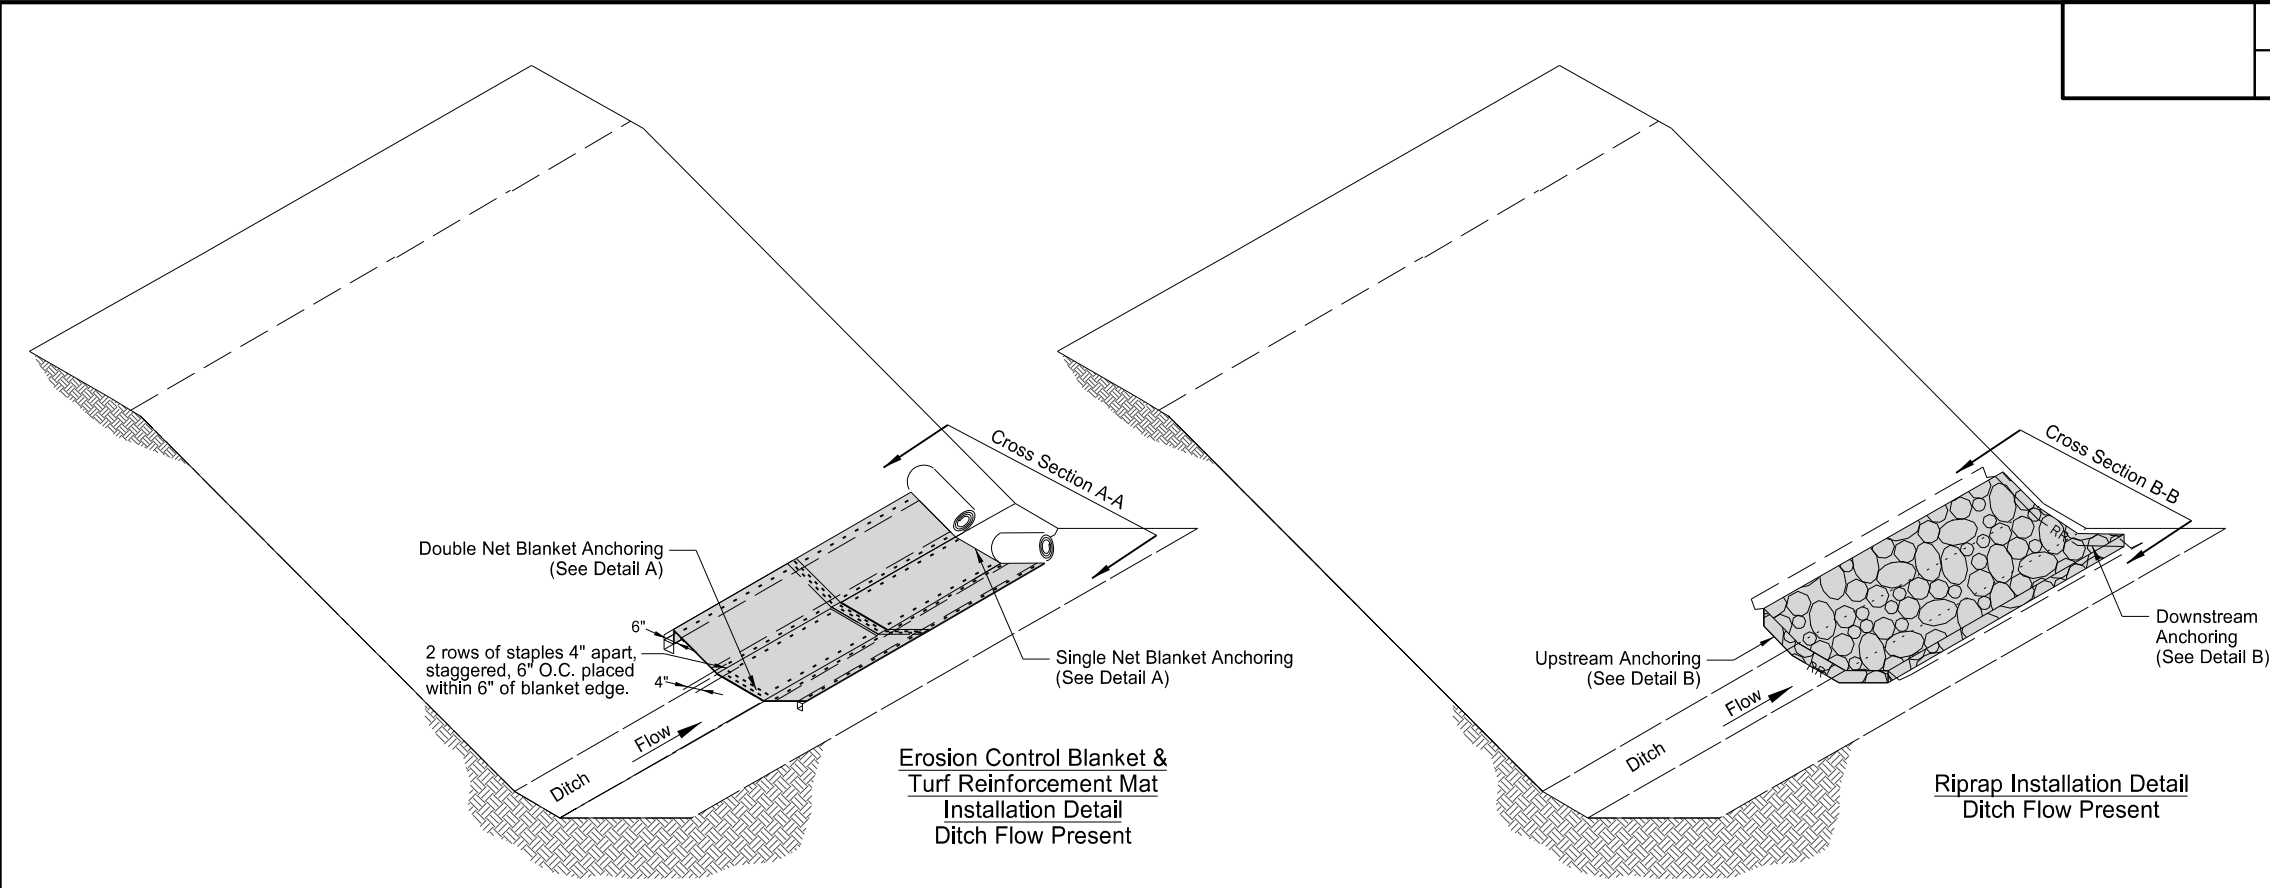 Cross Section A-A
Double Net Blanket Anchoring
(See Detail A)
6"
2 rows of staples 4" apart,
staggered, 6" O.C. placed
within 6" of blanket edge.
4"
Single Net Blanket Anchoring
(See Detail A)
Flow
Ditch
Erosion Control Blanket &
Turf Reinforcement Mat
Installation Detail
Ditch Flow Present
Cross Section B-B
RR
RR
Downstream
Anchoring
(See Detail B)
Upstream Anchoring
(See Detail B)
Flow
Ditch
Riprap Installation Detail
Ditch Flow Present